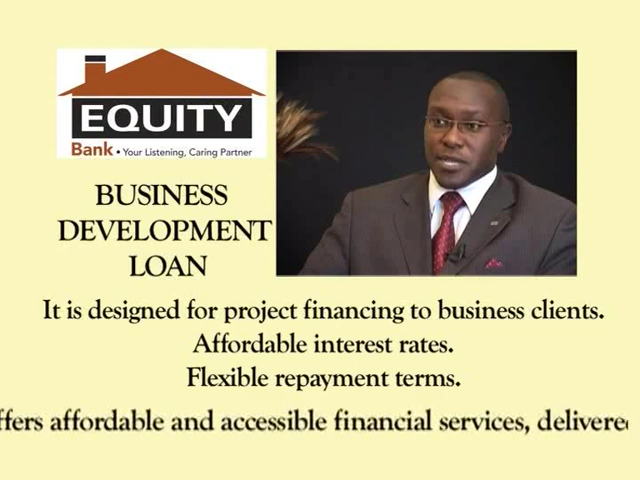 EQUITY
Bank • Your Listening, Caring Partner
BUSINESS
DEVELOPMENT
LOAN
It is designed for project financing to business clients.
Affordable interest rates.
Flexible repayment terms.
ffers affordable and accessible financial services, delivered